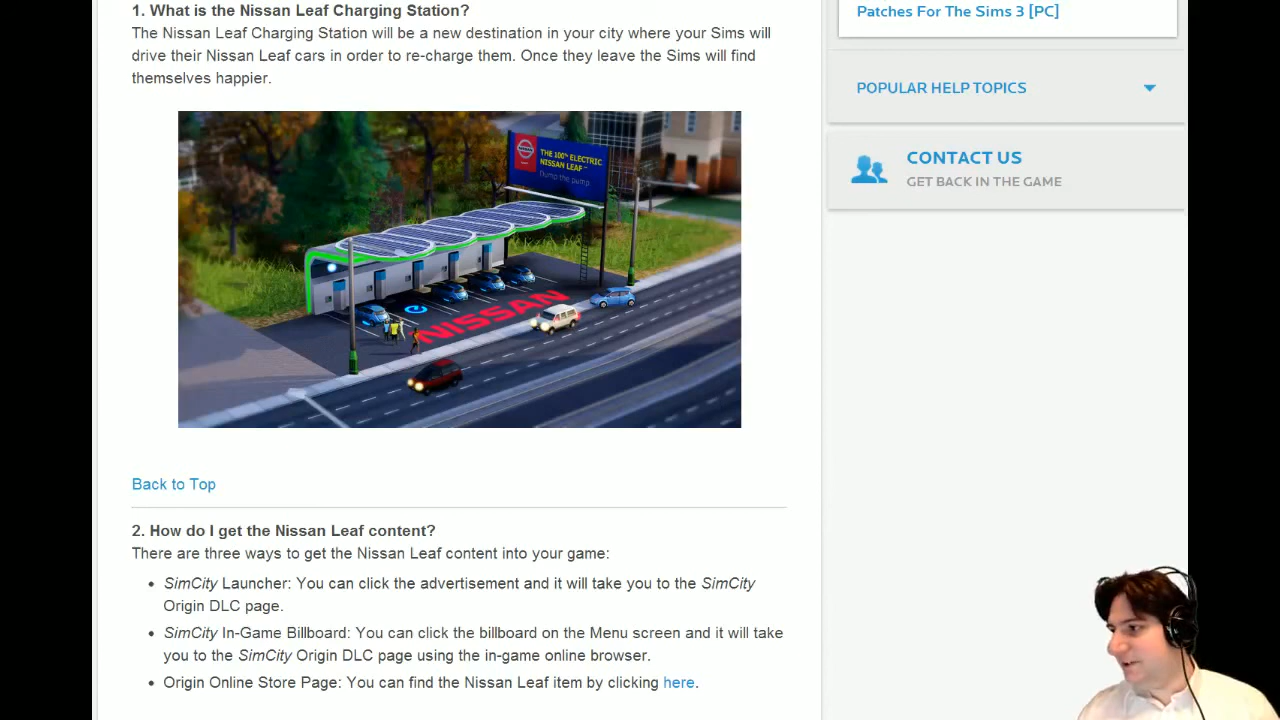 1. What is the Nissan Leaf Charging Station?
The Nissan Leaf Charging Station will be a new destination in your city where your Sims will
drive their Nissan Leaf cars in order to re-charge them. Once they leave the Sims will find
themselves happier.
NISSAN
THE 100% ELECTRIC
NISSAN LEAF™
Dump the pump.
NISSAN
Back to Top
2. How do I get the Nissan Leaf content?
There are three ways to get the Nissan Leaf content into your game:
• SimCity Launcher: You can click the advertisement and it will take you to the SimCity
Origin DLC page.
• SimCity In-Game Billboard: You can click the billboard on the Menu screen and it will take
you to the SimCity Origin DLC page using the in-game online browser.
• Origin Online Store Page: You can find the Nissan Leaf item by clicking here.
Patches For The Sims 3 [PC]
POPULAR HELP TOPICS
CONTACT US
GET BACK IN THE GAME